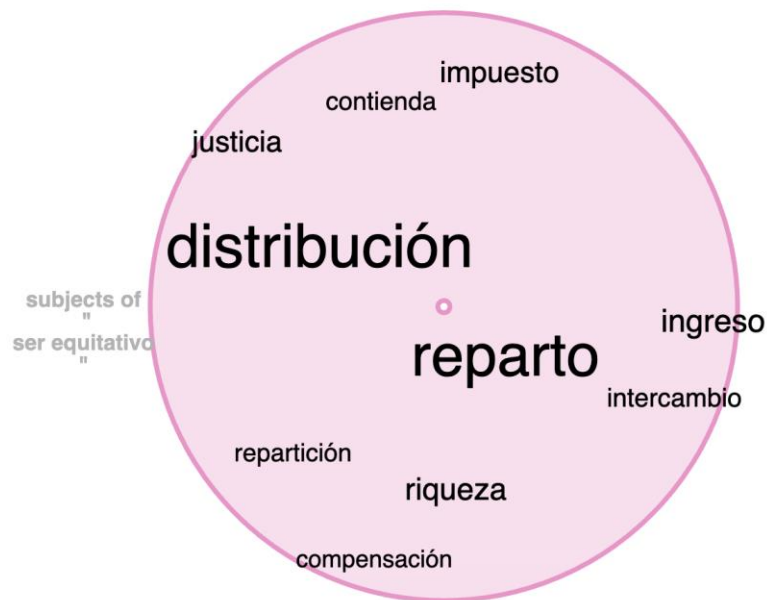 impuesto
contienda
justicia
distribución
subjects of
"
ser equitativo
"
ingreso
reparto
intercambio
repartición
riqueza
compensación